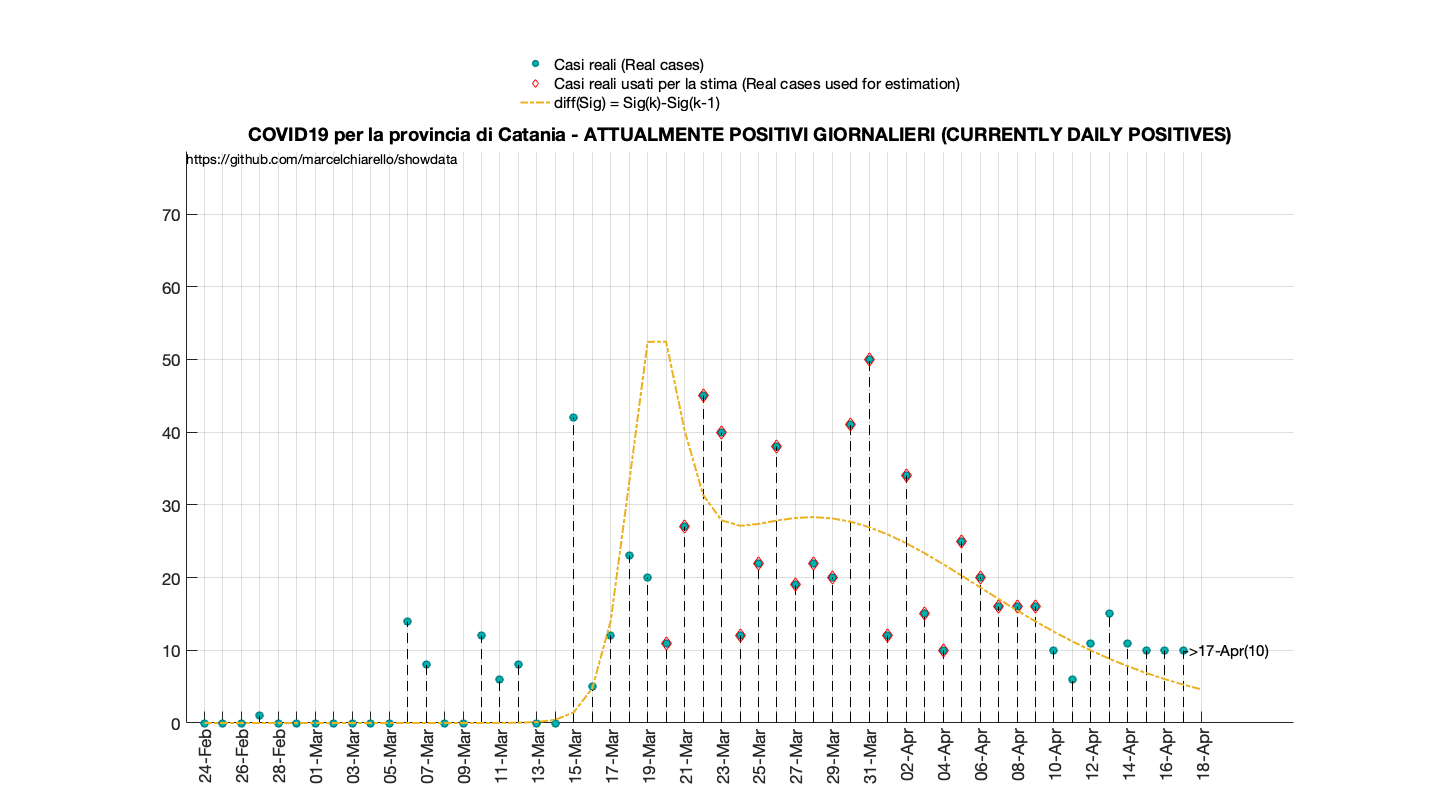 Casi reali (Real cases)
Casi reali usati per la stima (Real cases used for estimation)
diff(Sig) = Sig(k)-Sig(k-1)
COVID19 per la provincia di Catania - ATTUALMENTE POSITIVI GIORNALIERI (CURRENTLY DAILY POSITIVES)
https://github.com/marcelchiarello/showdata
70
60
50
40
30
20
10
0
>17-Apr(10)
24-Feb
26-Feb
28-Feb
01-Mar
03-Mar
05-Mar
07-Mar
09-Mar
11-Mar
13-Mar
15-Mar
17-Mar
19-Mar
21-Mar
23-Mar
25-Mar
27-Mar
29-Mar
31-Mar
02-Apr
04-Apr
06-Apr
08-Apr
10-Apr
12-Apr
14-Apr
16-Apr
18-Apr